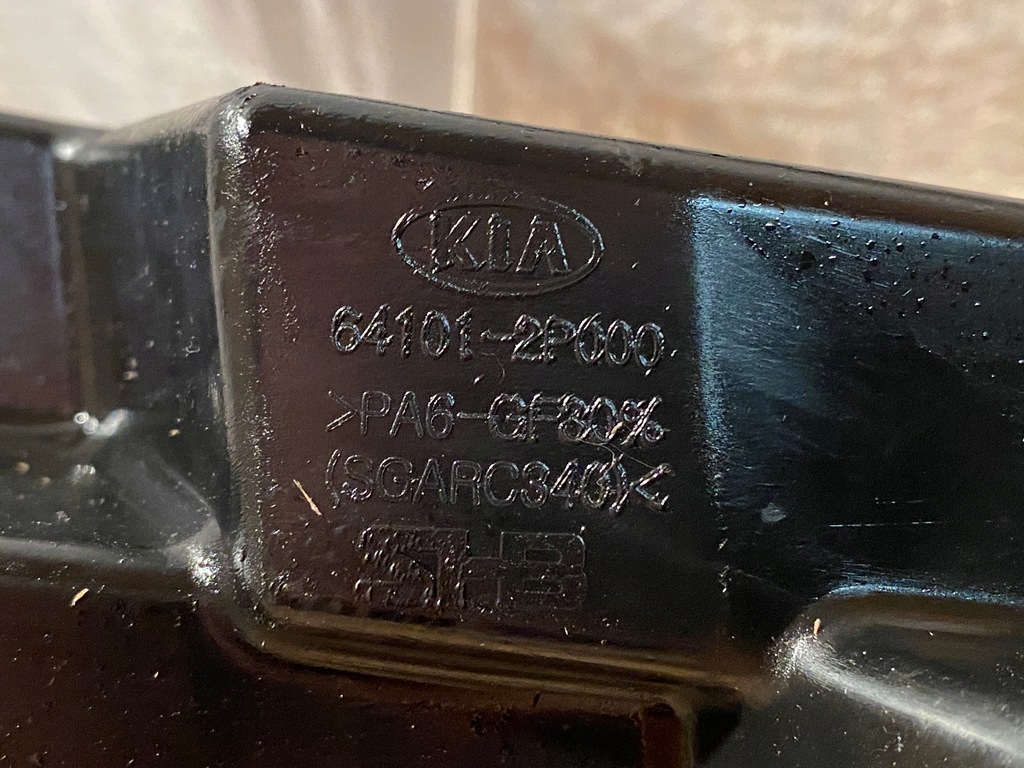 KIA
64101-2P000
>PA6-GF30%
(SGARC340)<